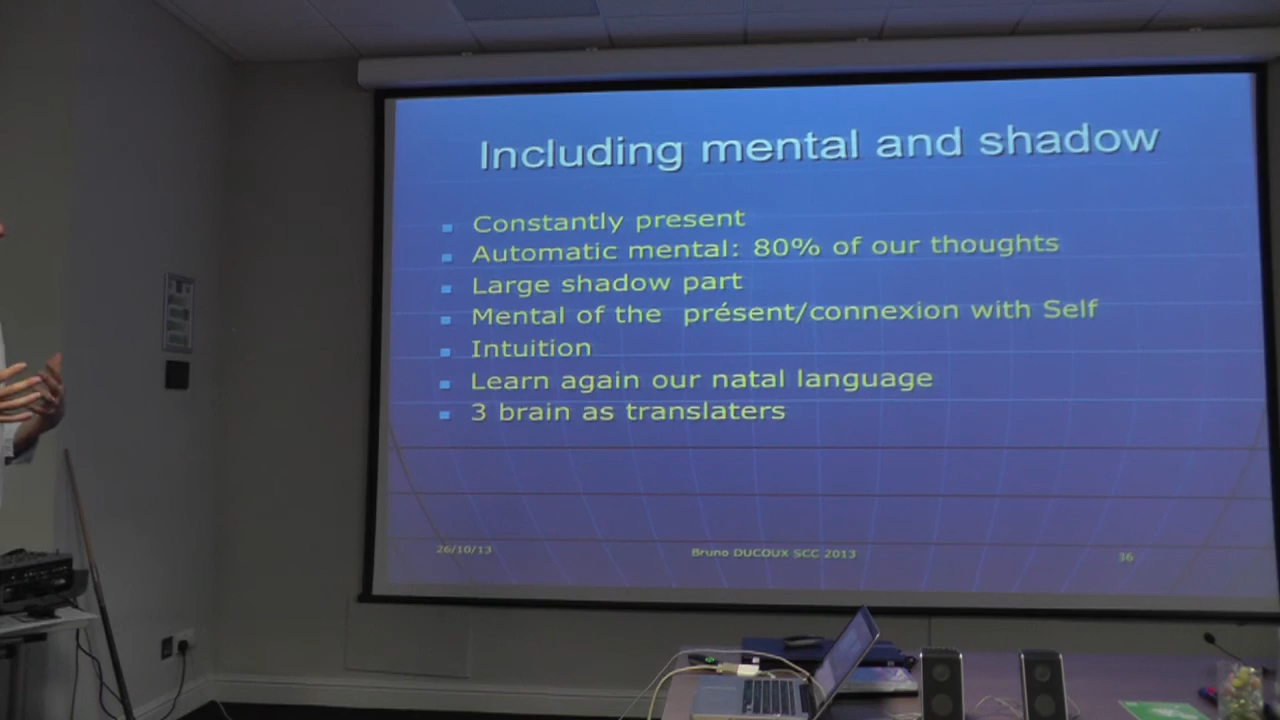 Including mental and shadow
Constantly present
Automatic mental: 80% of our thoughts
Large shadow part
Mental of the présent/connexion with Self
Intuition
Learn again our natal language
3 brain as translaters
26/10/13
Bruno DUCOUX SCC 2013
36